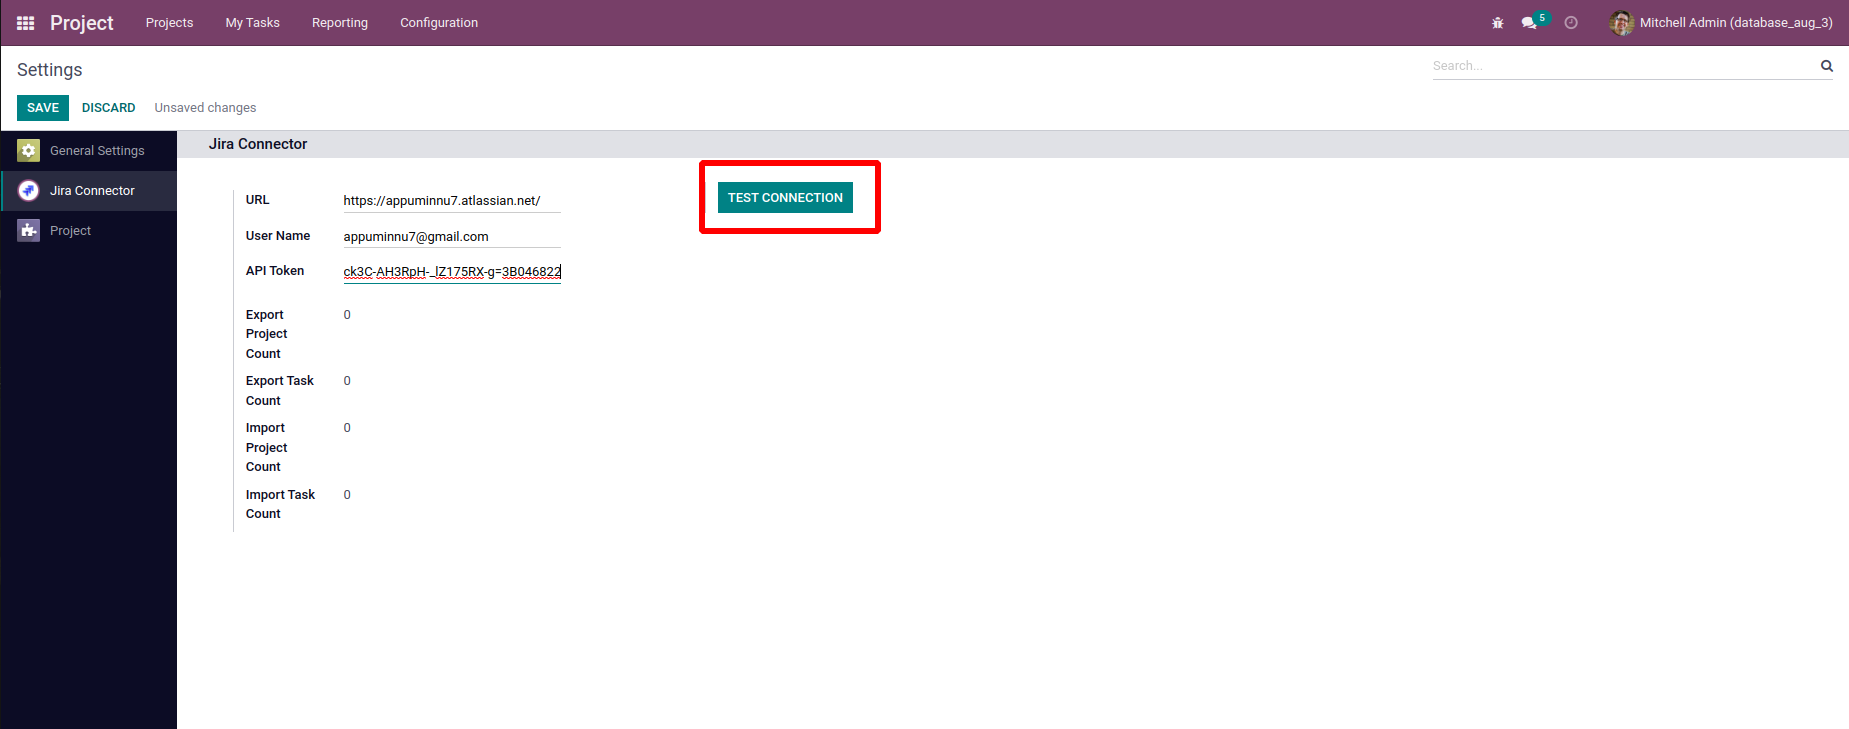 Project Projects My Tasks Reporting Configuration 5 Mitchell Admin (database_aug_3)
Settings Search...
SAVE DISCARD Unsaved changes
General Settings
Jira Connector
Project
Jira Connector
URL https://appuminnu7.atlassian.net/
TEST CONNECTION
User Name appuminnu7@gmail.com
API Token ck3C-AH3RpH-_lZ175RX-g=3B046822
Export 0
Project
Count
Export Task 0
Count
Import 0
Project
Count
Import Task 0
Count